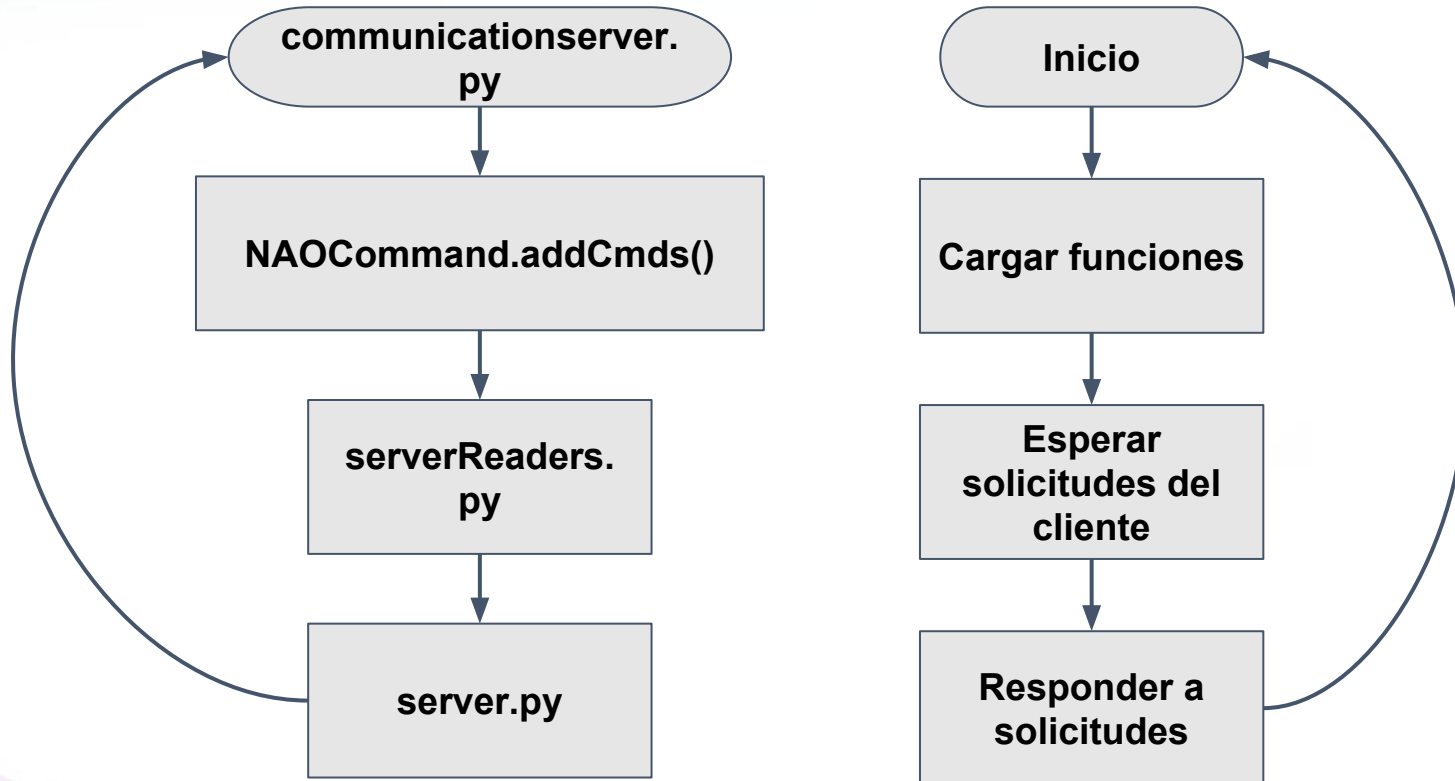 communicationserver.
py
NAOCommand.addCmds()
serverReaders.
py
server.py
Inicio
Cargar funciones
Esperar
solicitudes del
cliente
Responder a
solicitudes